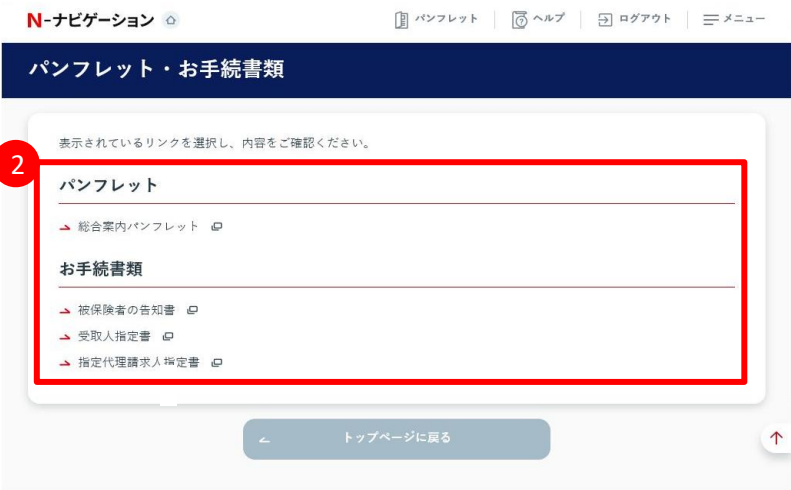 N-ナビゲーション
パンフレット ヘルプ ログアウト メニュー
パンフレット・お手続書類
表示されているリンクを選択し、内容をご確認ください。
2
パンフレット
総合案内パンフレット
お手続書類
被保険者の告知書
受取人指定書
指定代理請求人指定書
トップページに戻る